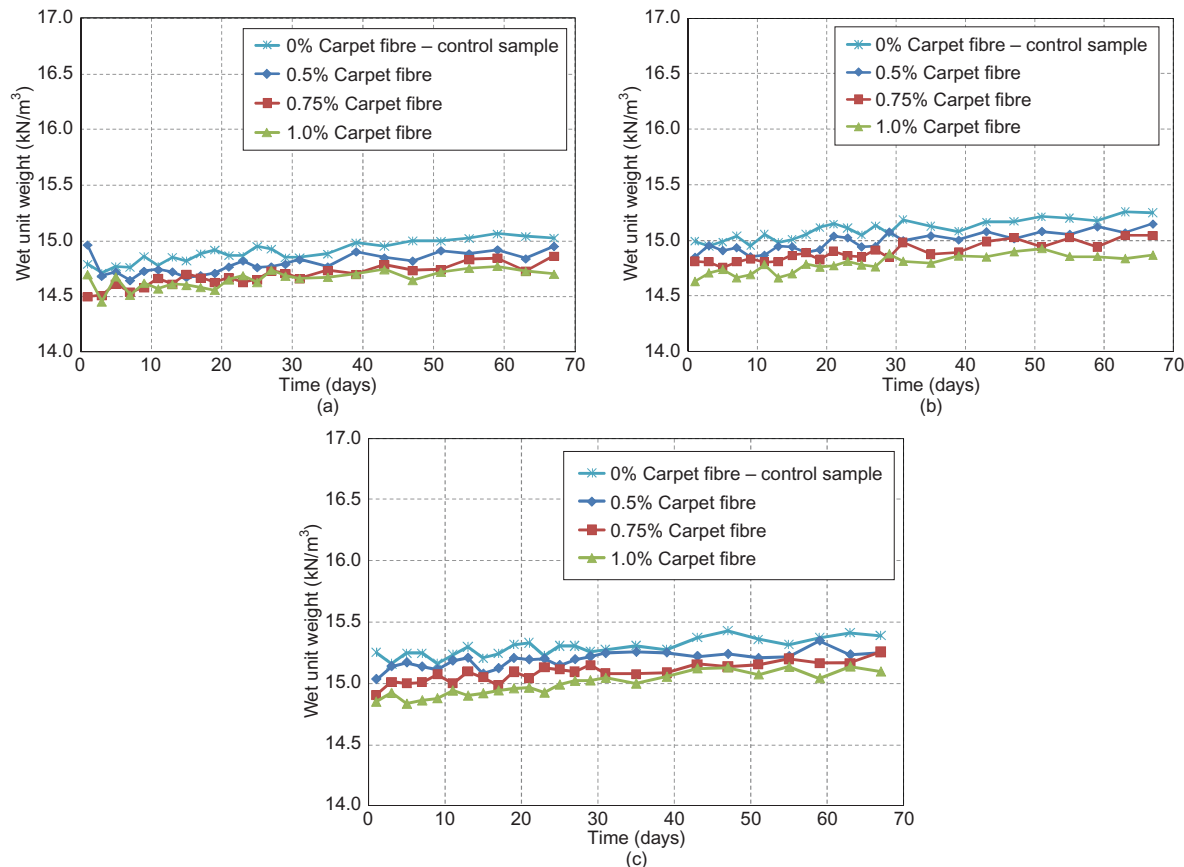 17.0
16.5
16.0
15.5
15.0
14.5
14.0
Wet unit weight (kN/m³)
0% Carpet fibre – control sample
0.5% Carpet fibre
0.75% Carpet fibre
1.0% Carpet fibre
0 10 20 30 40 50 60 70
Time (days)
(a)
17.0
16.5
16.0
15.5
15.0
14.5
14.0
Wet unit weight (kN/m³)
0% Carpet fibre – control sample
0.5% Carpet fibre
0.75% Carpet fibre
1.0% Carpet fibre
0 10 20 30 40 50 60 70
Time (days)
(b)
17.0
16.5
16.0
15.5
15.0
14.5
14.0
Wet unit weight (kN/m³)
0% Carpet fibre – control sample
0.5% Carpet fibre
0.75% Carpet fibre
1.0% Carpet fibre
0 10 20 30 40 50 60 70
Time (days)
(c)